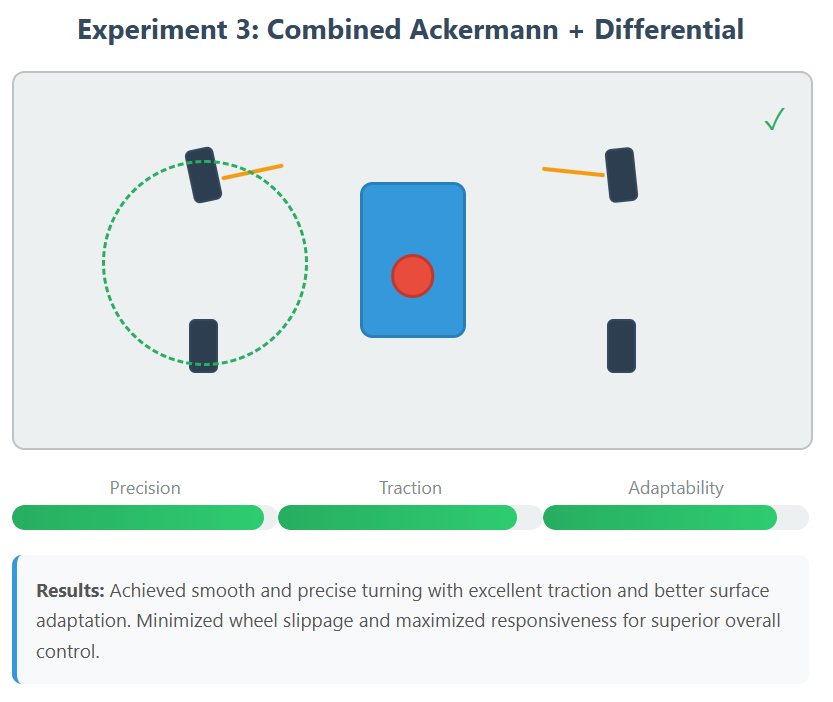 Experiment 3: Combined Ackermann + Differential
✓
Precision
Traction
Adaptability
Results: Achieved smooth and precise turning with excellent traction and better surface
adaptation. Minimized wheel slippage and maximized responsiveness for superior overall
control.